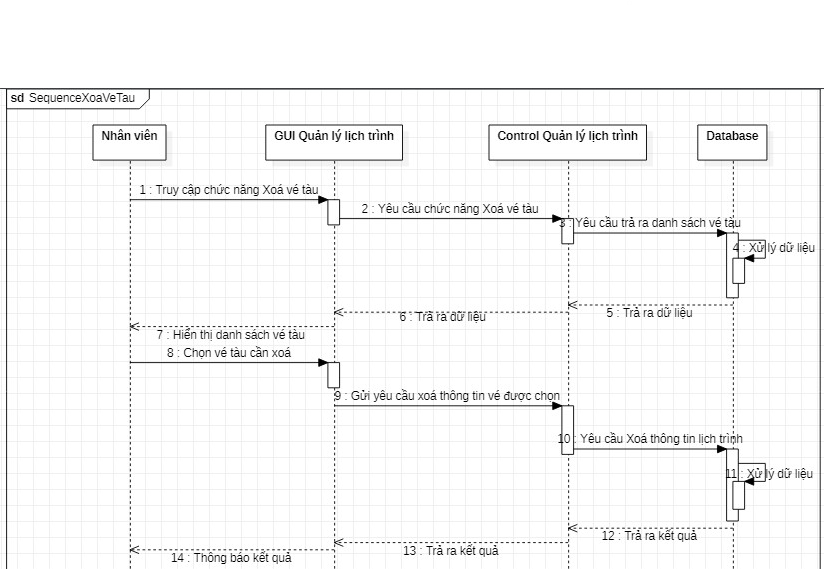 sd SequenceXoaVeTau
Nhân viên
GUI Quản lý lịch trình
Control Quản lý lịch trình
Database
1 : Truy cập chức năng Xoá vé tàu
2 : Yêu cầu chức năng Xoá vé tàu
3 : Yêu cầu trả ra danh sách vé tàu
4 : Xử lý dữ liệu
5 : Trả ra dữ liệu
6 : Trả ra dữ liệu
7 : Hiển thị danh sách vé tàu
8 : Chọn vé tàu cần xoá
9 : Gửi yêu cầu xoá thông tin vé được chọn
10 : Yêu cầu Xoá thông tin lịch trình
11 : Xử lý dữ liệu
12 : Trả ra kết quả
13 : Trả ra kết quả
14 : Thông báo kết quả